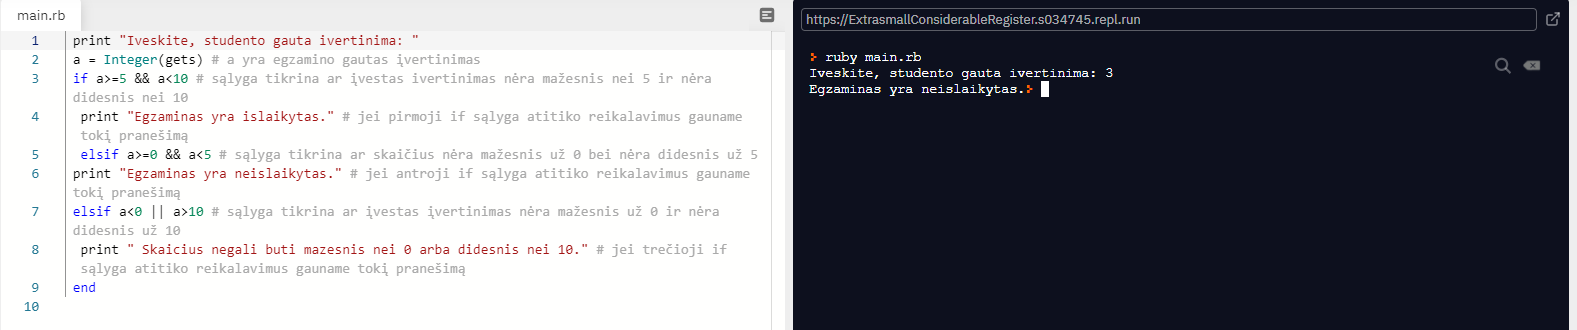 main.rb
1 print "Iveskite, studento gauta ivertinima: "
2 a = Integer(gets) # a yra egzamino gautas įvertinimas
3 if a>=5 && a<10 # sąlyga tikrina ar įvestas ivertinimas nėra mažesnis nei 5 ir nėra
didesnis nei 10
4 print "Egzaminas yra islaikytas." # jei pirmoji if sąlyga atitiko reikalavimus gauname
tokį pranešimą
5 elsif a>=0 && a<5 # sąlyga tikrina ar skaičius nėra mažesnis už 0 bei nėra didesnis už 5
6 print "Egzaminas yra neislaikytas." # jei antroji if sąlyga atitiko reikalavimus gauname
tokį pranešimą
7 elsif a<0 || a>10 # sąlyga tikrina ar įvestas įvertinimas nėra mažesnis už 0 ir nėra
didesnis už 10
8 print " Skaicius negali buti mazesnis nei 0 arba didesnis nei 10." # jei trečioji if
sąlyga atitiko reikalavimus gauname tokį pranešimą
9 end
10
https://ExtrasmallConsiderableRegister.s034745.repl.run
ruby main.rb
Iveskite, studento gauta ivertinima: 3
Egzaminas yra neislaikytas.